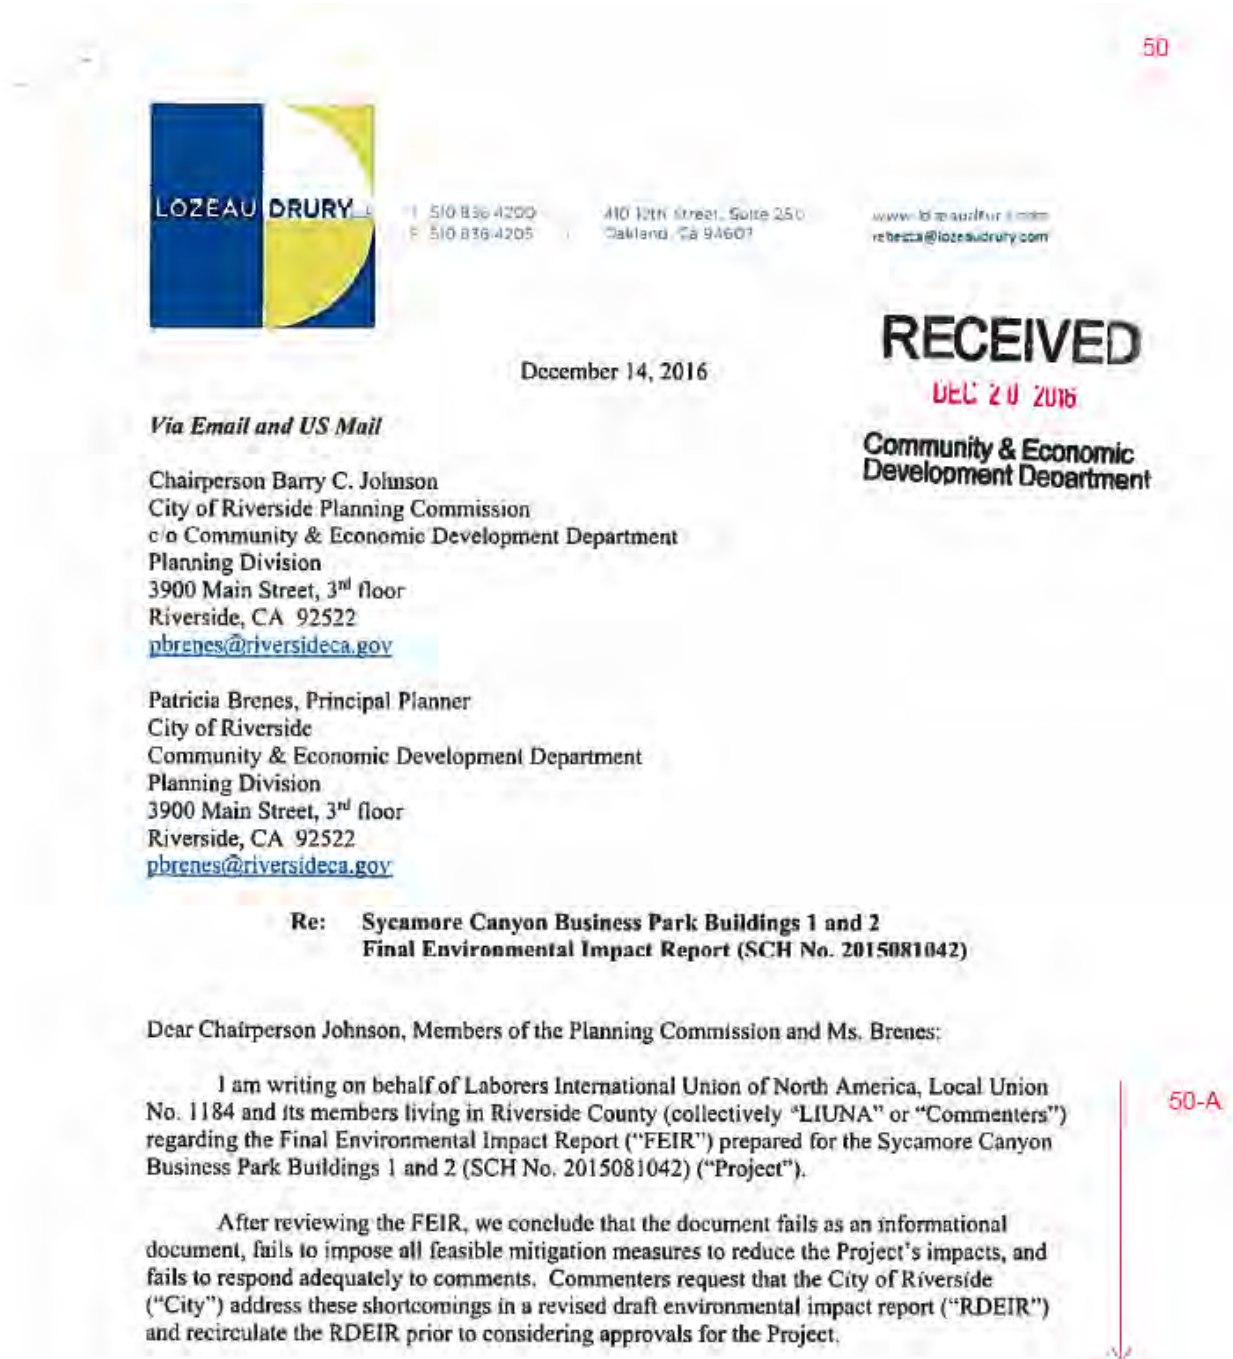 50
LOZEAU DRURY
T 510.836.4200
F 510.836.4205
410 12th Street, Suite 250
Oakland, Ca 94607
rebecca@lozeaudrury.com
RECEIVED
DEC 20 2016
Community & Economic
Development Department
December 14, 2016
Via Email and US Mail
Chairperson Barry C. Johnson
City of Riverside Planning Commission
c/o Community & Economic Development Department
Planning Division
3900 Main Street, 3rd floor
Riverside, CA 92522
pbrenes@riversideca.gov
Patricia Brenes, Principal Planner
City of Riverside
Community & Economic Development Department
Planning Division
3900 Main Street, 3rd floor
Riverside, CA 92522
pbrenes@riversideca.gov
Re: Sycamore Canyon Business Park Buildings 1 and 2
Final Environmental Impact Report (SCH No. 2015081042)
Dear Chairperson Johnson, Members of the Planning Commission and Ms. Brenes:
I am writing on behalf of Laborers International Union of North America, Local Union
No. 1184 and its members living in Riverside County (collectively "LIUNA" or "Commenters")
regarding the Final Environmental Impact Report ("FEIR") prepared for the Sycamore Canyon
Business Park Buildings 1 and 2 (SCH No. 2015081042) ("Project").
50-A
After reviewing the FEIR, we conclude that the document fails as an informational
document, fails to impose all feasible mitigation measures to reduce the Project's impacts, and
fails to respond adequately to comments. Commenters request that the City of Riverside
("City") address these shortcomings in a revised draft environmental impact report ("RDEIR")
and recirculate the RDEIR prior to considering approvals for the Project.